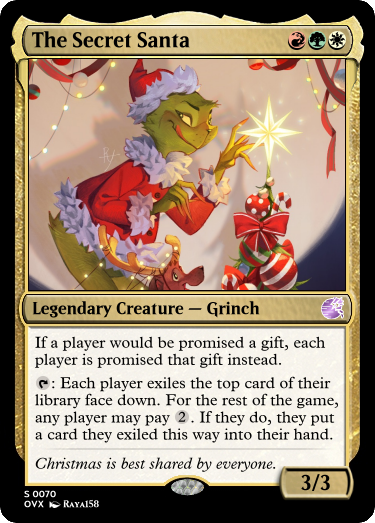 The Secret Santa
Legendary Creature — Grinch
If a player would be promised a gift, each
player is promised that gift instead.
: Each player exiles the top card of their
library face down. For the rest of the game,
any player may pay 2. If they do, they put
a card they exiled this way into their hand.
Christmas is best shared by everyone.
3/3
S 0070
OVX Raya158